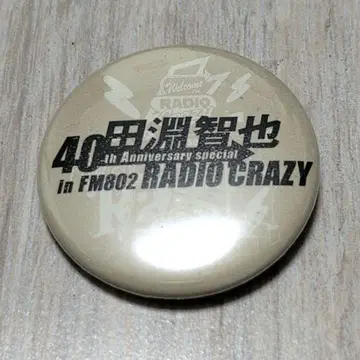 Welcome
RADIO
40田淵智也
th Anniversary special
in FM802 RADIO CRAZY